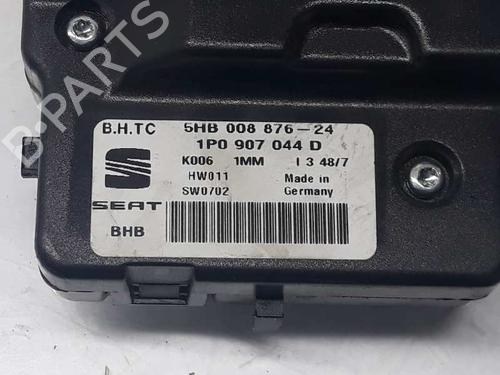 B.H.TC 5HB 008 876-24
1P0 907 044 D
K006 1MM I 3 48/7
HW011 Made in
SW0702 Germany
SEAT
BHB
B-PARTS